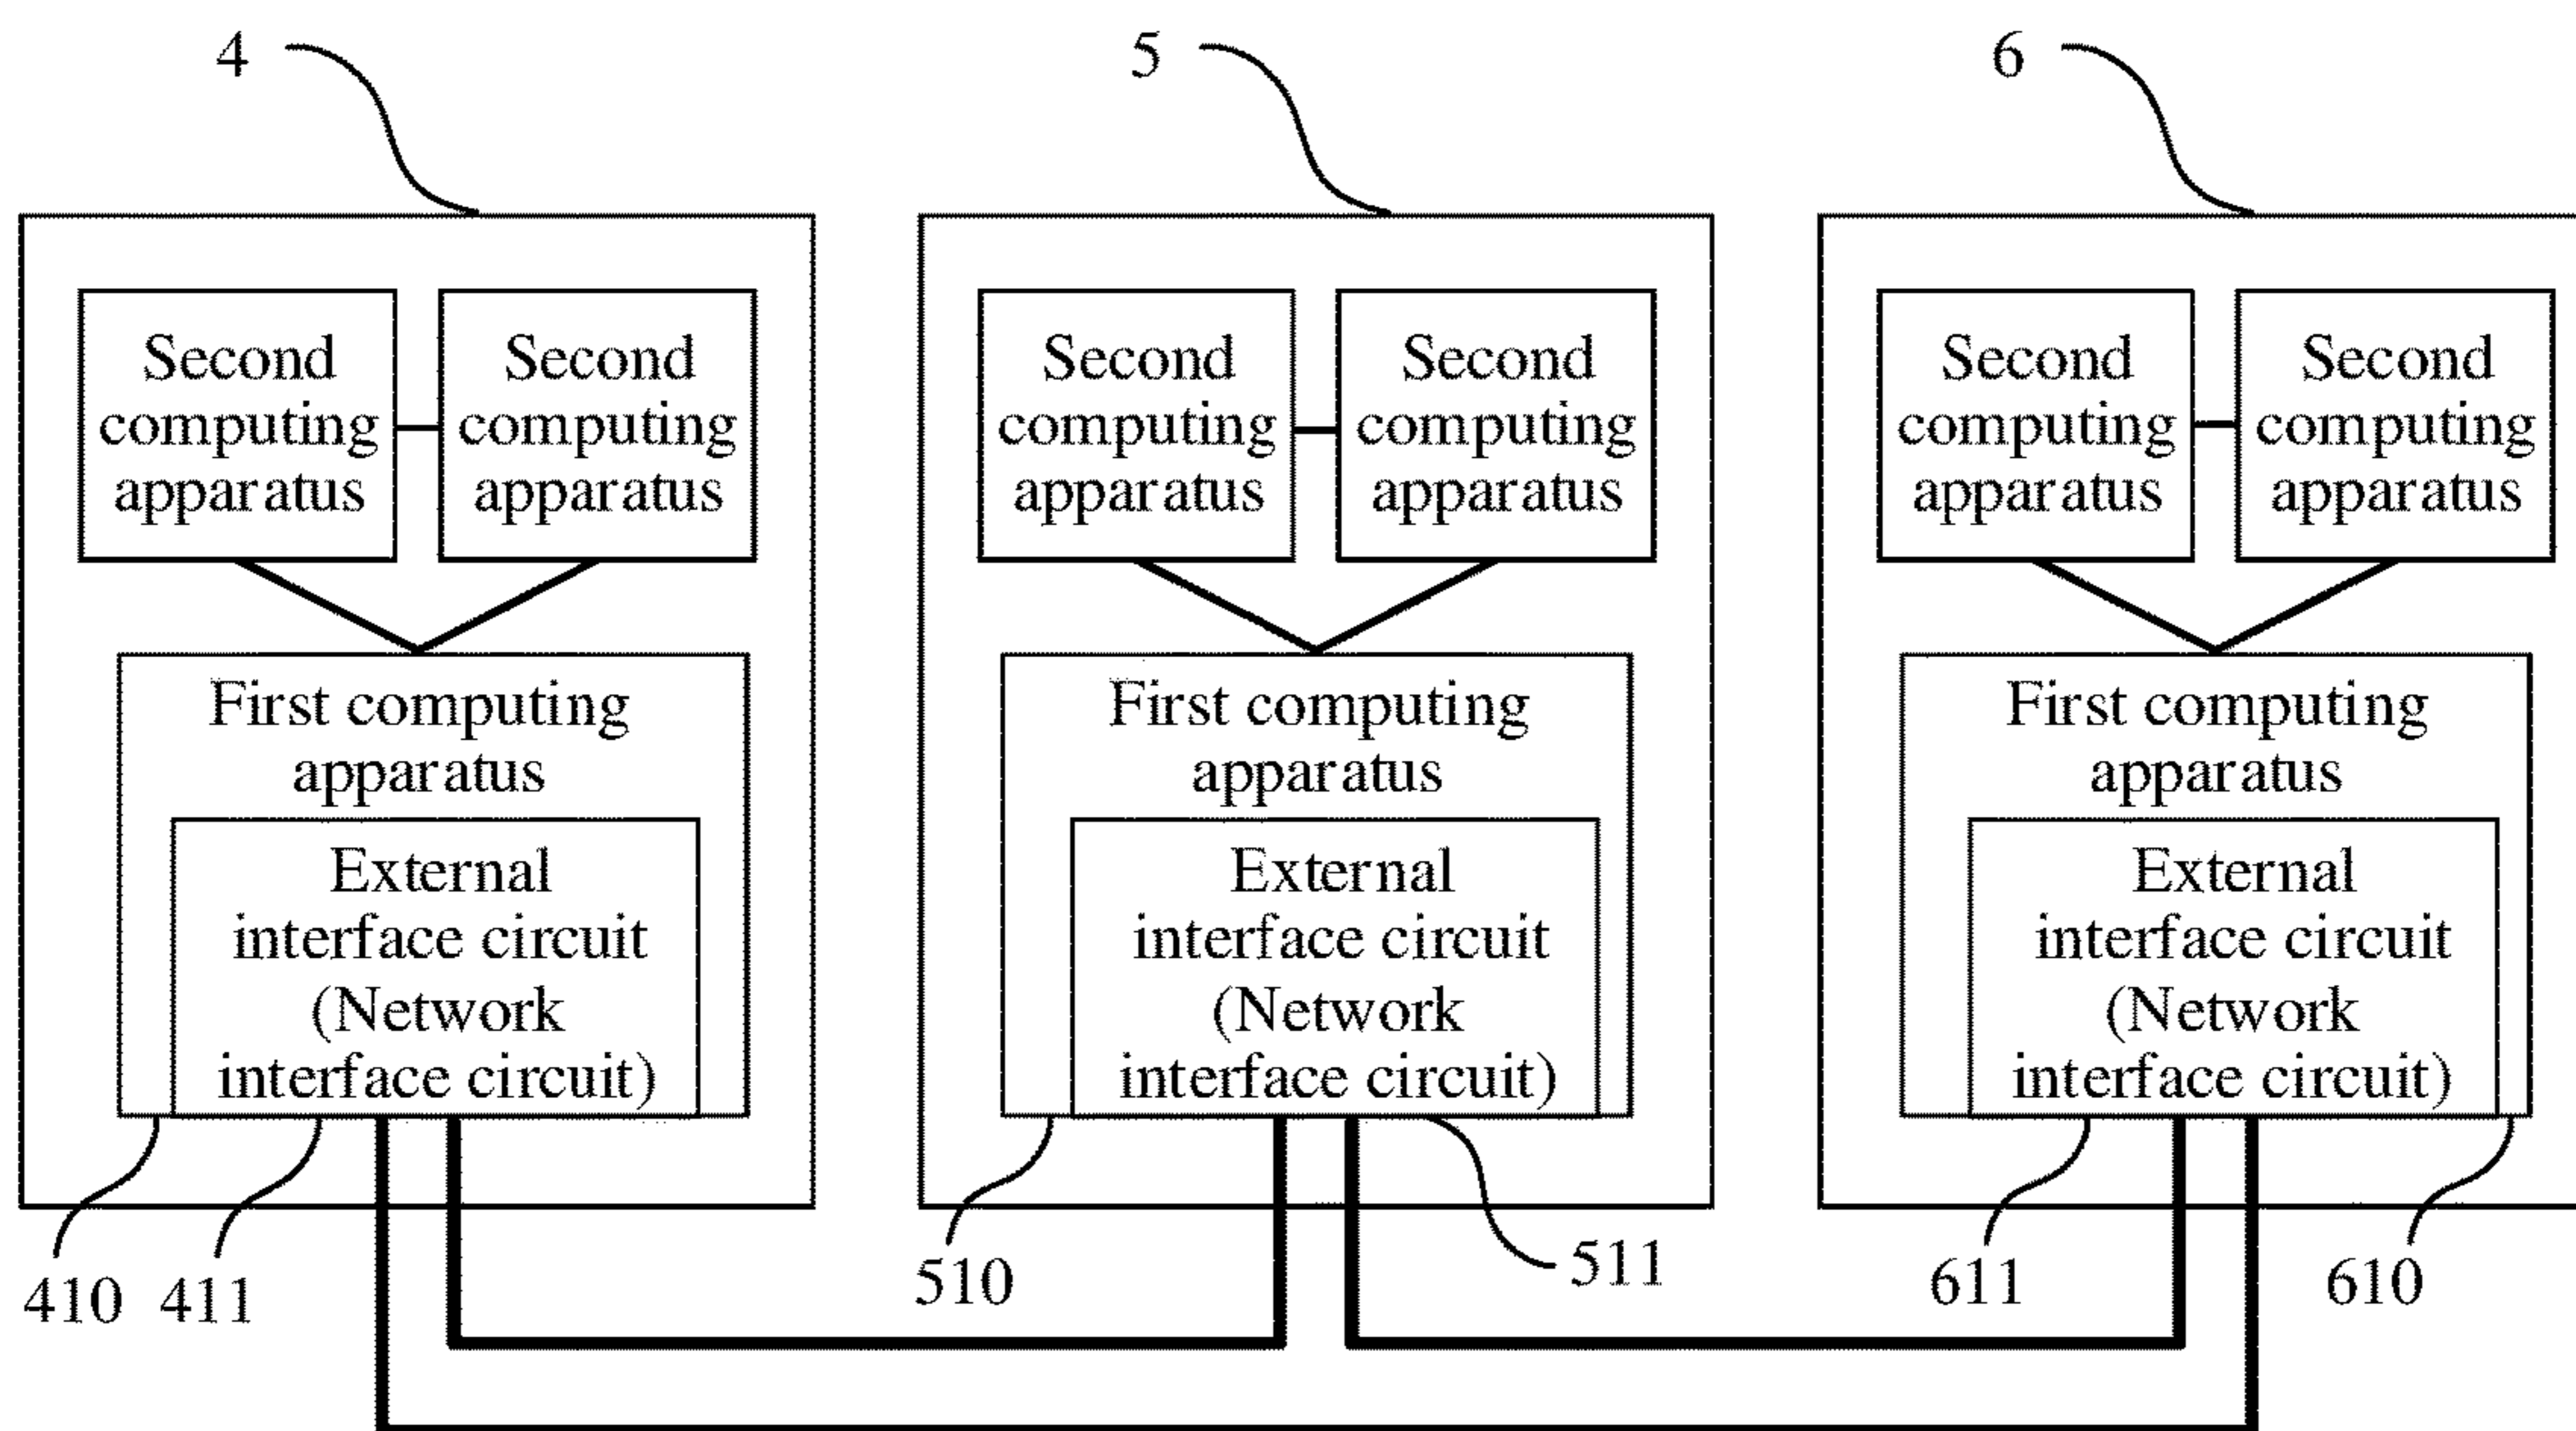 4
5
6
Second
computing
apparatus
Second
computing
apparatus
Second
computing
apparatus
Second
computing
apparatus
Second
computing
apparatus
Second
computing
apparatus
First computing
apparatus
External
interface circuit
(Network
interface circuit)
First computing
apparatus
External
interface circuit
(Network
interface circuit)
First computing
apparatus
External
interface circuit
(Network
interface circuit)
410
411
510
511
611
610